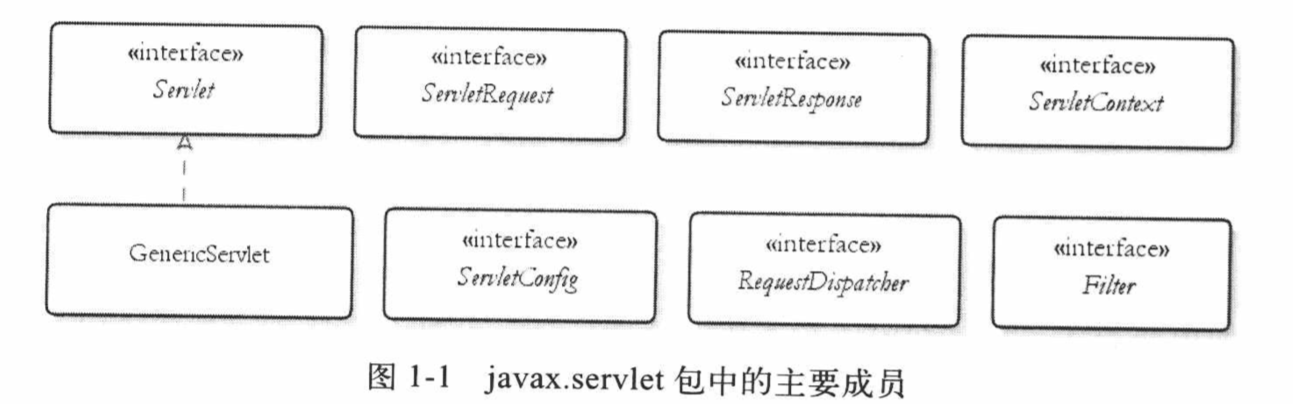 «interface» «interface» «interface» «interface»
Servlet ServletRequest ServletResponse ServletContext
GenericServlet «interface» «interface» «interface»
ServletConfig RequestDispatcher Filter
图 1-1 javax.servlet 包中的主要成员